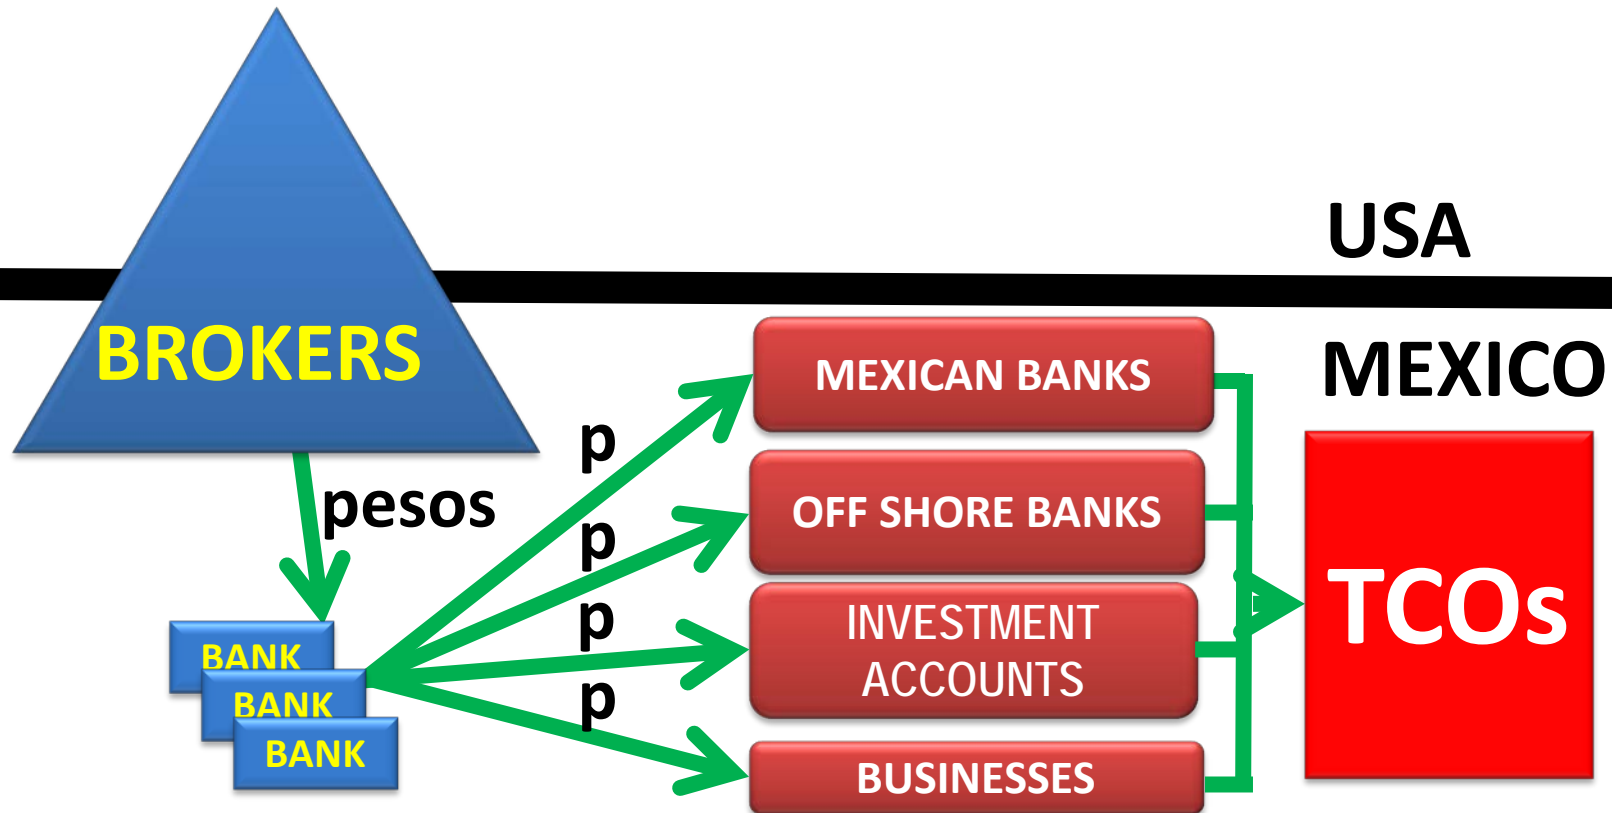 USA
BROKERS
MEXICO
MEXICAN BANKS
p
pesos
OFF SHORE BANKS
p
p
INVESTMENT
ACCOUNTS
TCOs
BANK
BANK
BANK
p
BUSINESSES